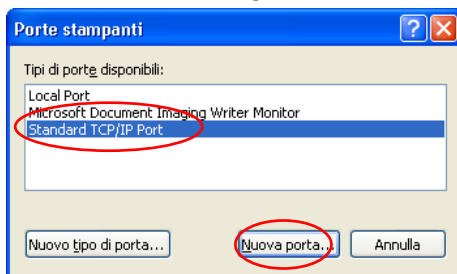 Porte stampanti
Tipi di porte disponibili:
Local Port
Microsoft Document Imaging Writer Monitor
Standard TCP/IP Port
Nuovo tipo di porta... Nuova porta... Annulla